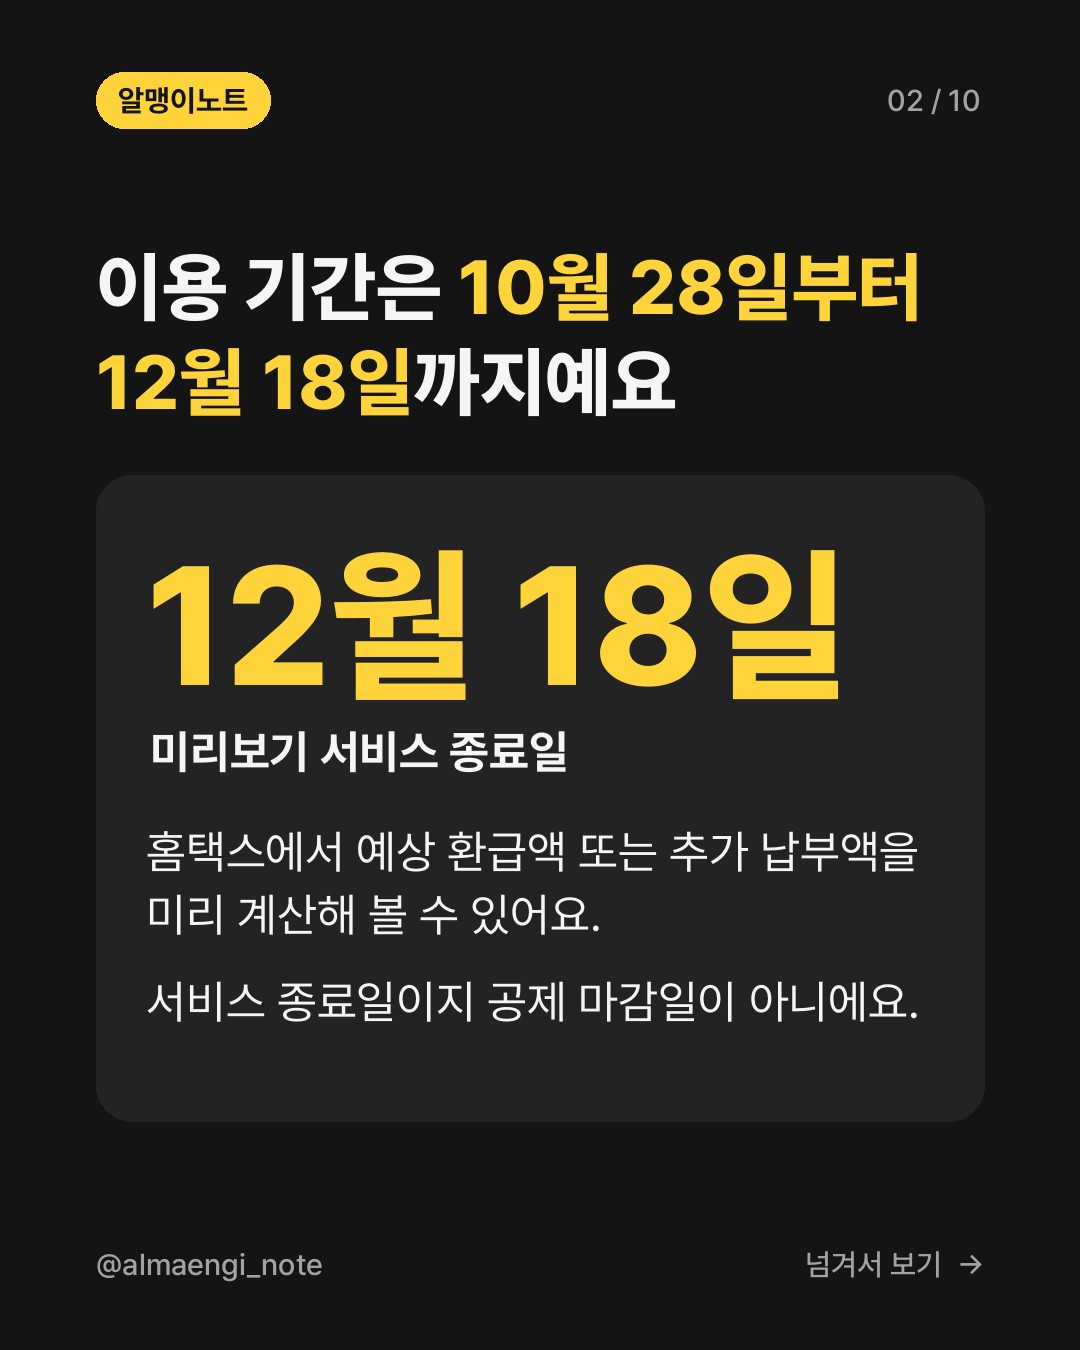 알맹이노트
02 / 10
이용 기간은 10월 28일부터
12월 18일까지예요
12월 18일
미리보기 서비스 종료일
홈택스에서 예상 환급액 또는 추가 납부액을
미리 계산해 볼 수 있어요.
서비스 종료일이지 공제 마감일이 아니에요.
@almaengi_note
넘겨서 보기 →